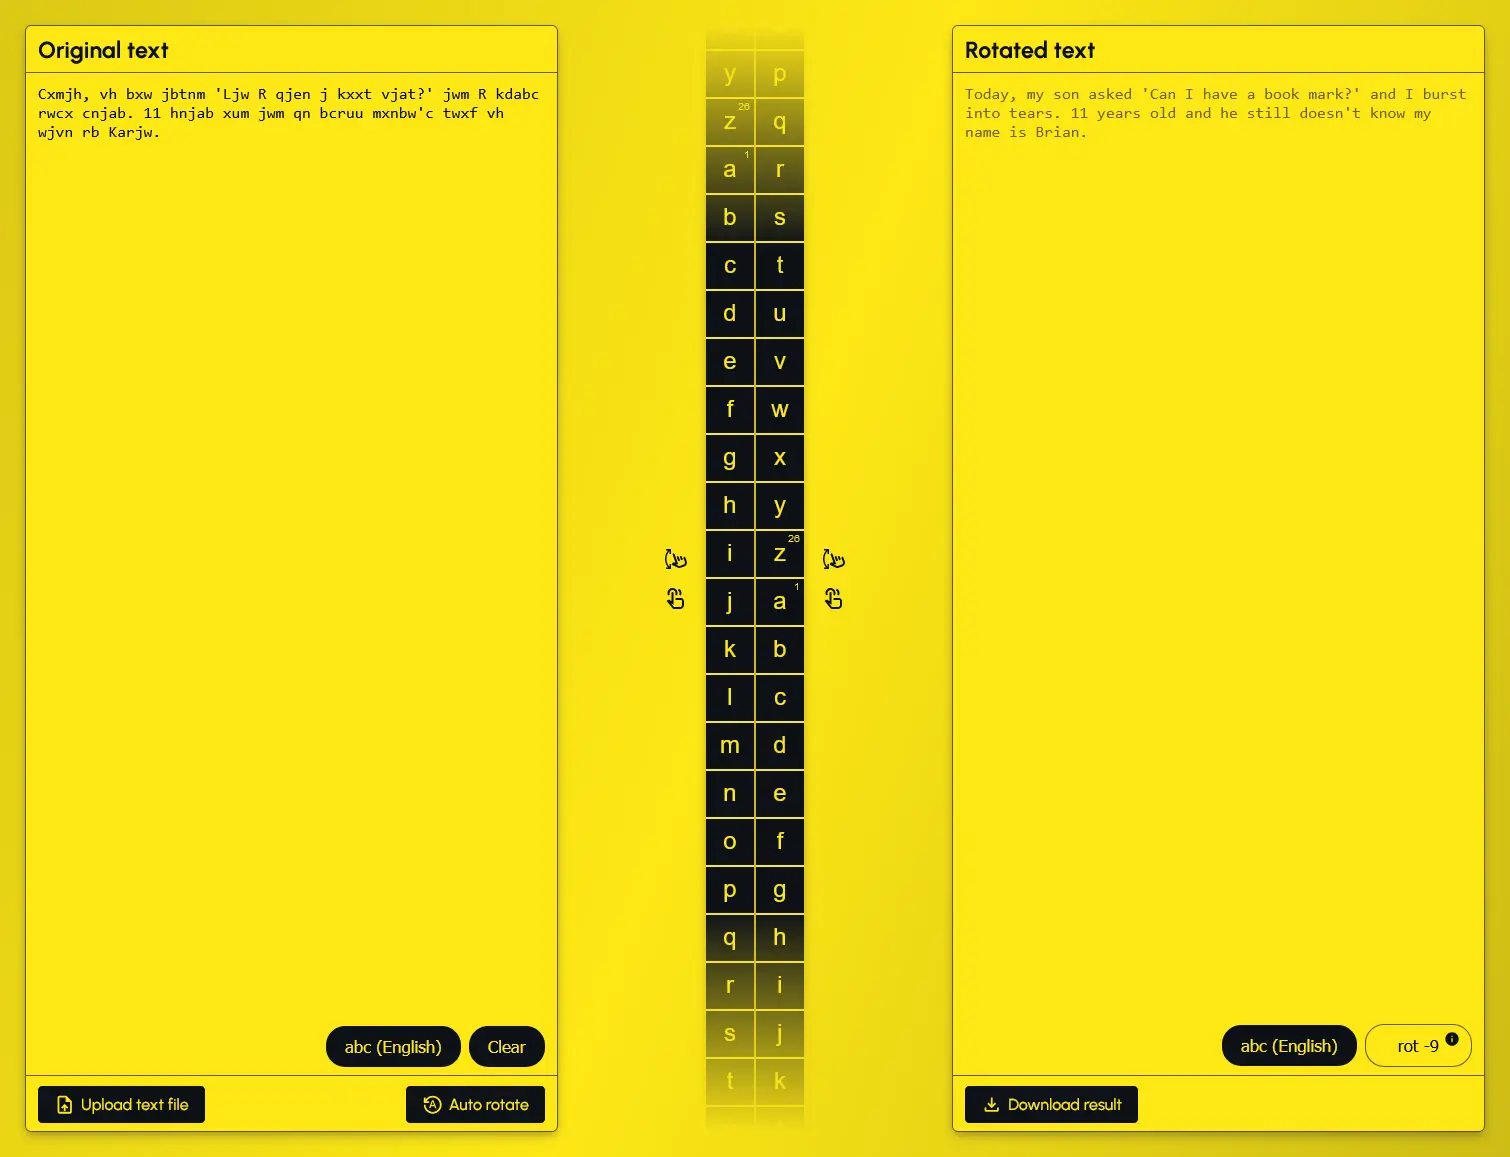 Original text
Cxmjh, vh bxw jbtnm 'Ljw R qjen j kxxt vjat?' jwm R kdabc
rwcx cnjab. 11 hnjab xum jwm qn bcruu mxnbw'c twxf vh
wjvn rb Karjw.
abc (English) Clear
Upload text file Auto rotate
y p
z 26 q
a 1 r
b s
c t
d u
e v
f w
g x
h y
i z 26
j a 1
k b
l c
m d
n e
o f
p g
q h
r i
s j
t k
Rotated text
Today, my son asked 'Can I have a book mark?' and I burst
into tears. 11 years old and he still doesn't know my
name is Brian.
abc (English) rot -9
Download result